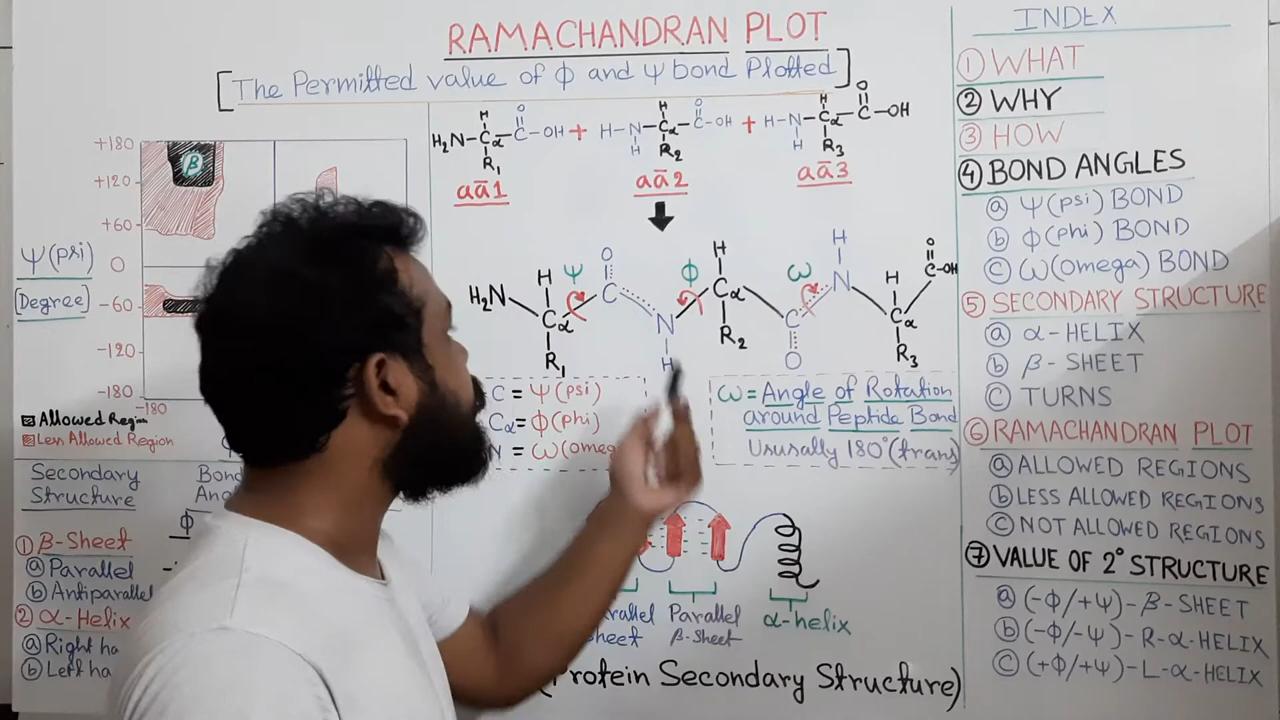 RAMACHANDRAN PLOT
[The Permitted value of Φ and Ψ bond Plotted]
+180
+120
+60
0
-60
-120
-180
-180
β
Ψ(psi)
[Degree]
Allowed Region
Less Allowed Region
Secondary
Structure
Bond
Φ
① β-Sheet
ⓐ Parallel
ⓑ Antiparallel
② α-Helix
ⓐ Right
ⓑ Left
H O
H₂N-Cα-C-OH + H-N-Cα-C-OH + H-N-Cα-C-OH
R₁ H R₂ H R₃
aā1 aā2 aā3
H Ψ O Φ H ω H H O
H₂N Cα C N Cα C N Cα C-OH
R₁ H R₂ O R₃
C = Ψ(psi)
Cα = Φ(phi)
N = ω(omega
ω = Angle of Rotation
around Peptide Bond
Ususally 180°(trans)
Parallel
β-Sheet
α-helix
Protein Secondary Structure)
INDEX
① WHAT
② WHY
③ HOW
④ BOND ANGLES
ⓐ Ψ(psi) BOND
ⓑ Φ(phi) BOND
ⓒ ω(omega) BOND
⑤ SECONDARY STRUCTURE
ⓐ α-HELIX
ⓑ β-SHEET
ⓒ TURNS
⑥ RAMACHANDRAN PLOT
ⓐ ALLOWED REGIONS
ⓑ LESS ALLOWED REGIONS
ⓒ NOT ALLOWED REGIONS
⑦ VALUE OF 2° STRUCTURE
ⓐ (-Φ/+Ψ)-β-SHEET
ⓑ (-Φ/-Ψ)-R-α-HELIX
ⓒ (+Φ/+Ψ)-L-α-HELIX